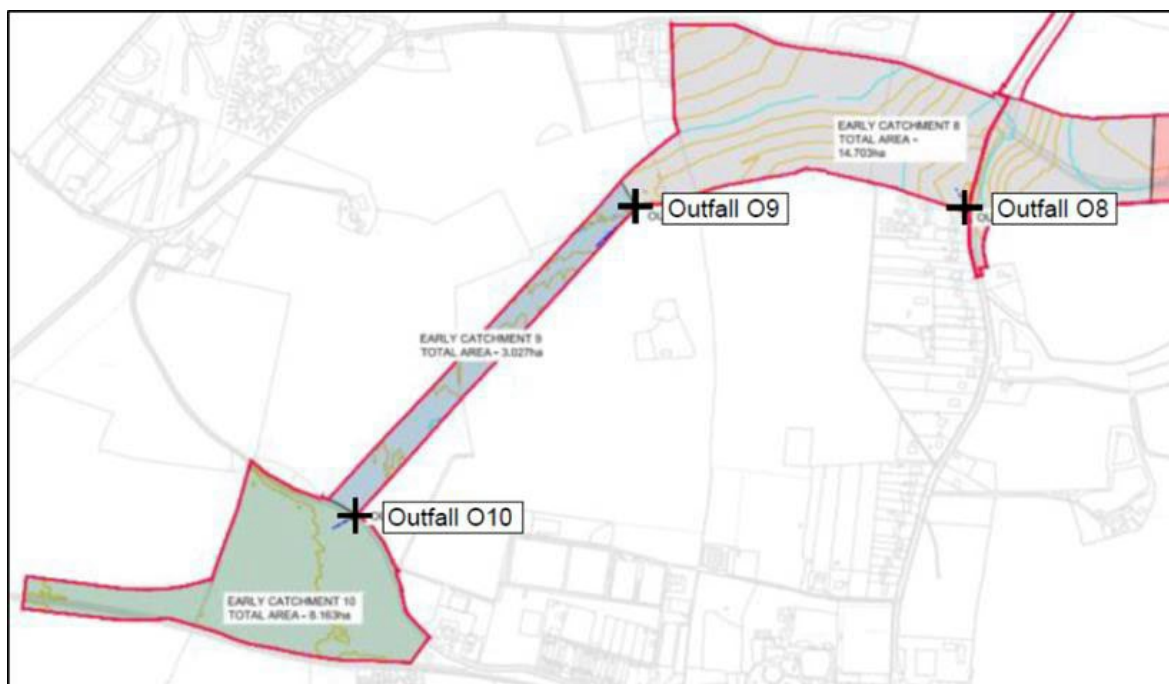 EARLY CATCHMENT 8
TOTAL AREA -
14.703ha
Outfall O9
Outfall O8
EARLY CATCHMENT 9
TOTAL AREA - 3.027ha
Outfall O10
EARLY CATCHMENT 10
TOTAL AREA - 8.163ha